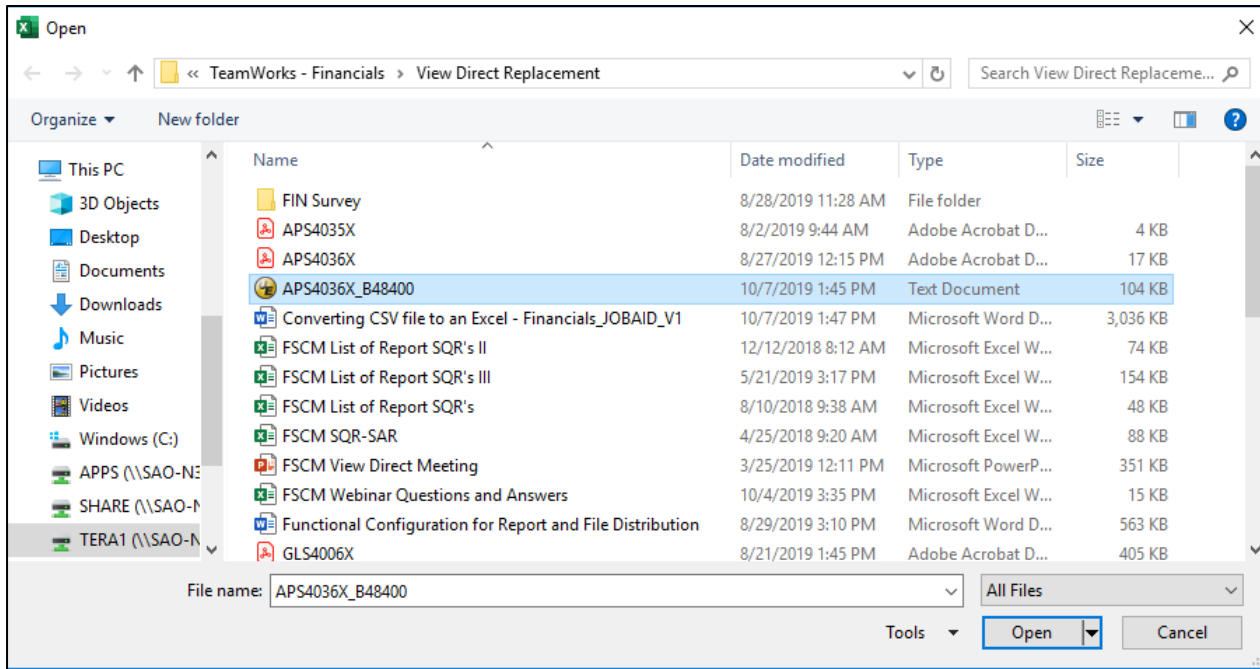 Open
« TeamWorks - Financials › View Direct Replacement
Search View Direct Replaceme...
Organize
New folder
Name Date modified Type Size
This PC
3D Objects
Desktop
Documents
Downloads
Music
Pictures
Videos
Windows (C:)
APPS (\\SAO-N3
SHARE (\\SAO-N
TERA1 (\\SAO-N
FIN Survey 8/28/2019 11:28 AM File folder
APS4035X 8/2/2019 9:44 AM Adobe Acrobat D... 4 KB
APS4036X 8/27/2019 12:15 PM Adobe Acrobat D... 17 KB
APS4036X_B48400 10/7/2019 1:45 PM Text Document 104 KB
Converting CSV file to an Excel - Financials_JOBAID_V1 10/7/2019 1:47 PM Microsoft Word D... 3,036 KB
FSCM List of Report SQR's II 12/12/2018 8:12 AM Microsoft Excel W... 74 KB
FSCM List of Report SQR's III 5/21/2019 3:17 PM Microsoft Excel W... 154 KB
FSCM List of Report SQR's 8/10/2018 9:38 AM Microsoft Excel W... 48 KB
FSCM SQR-SAR 4/25/2018 9:20 AM Microsoft Excel W... 88 KB
FSCM View Direct Meeting 3/25/2019 12:11 PM Microsoft PowerP... 351 KB
FSCM Webinar Questions and Answers 10/4/2019 3:35 PM Microsoft Excel W... 15 KB
Functional Configuration for Report and File Distribution 8/29/2019 3:10 PM Microsoft Word D... 563 KB
GLS4006X 8/21/2019 1:45 PM Adobe Acrobat D... 405 KB
File name: APS4036X_B48400 All Files
Tools Open Cancel